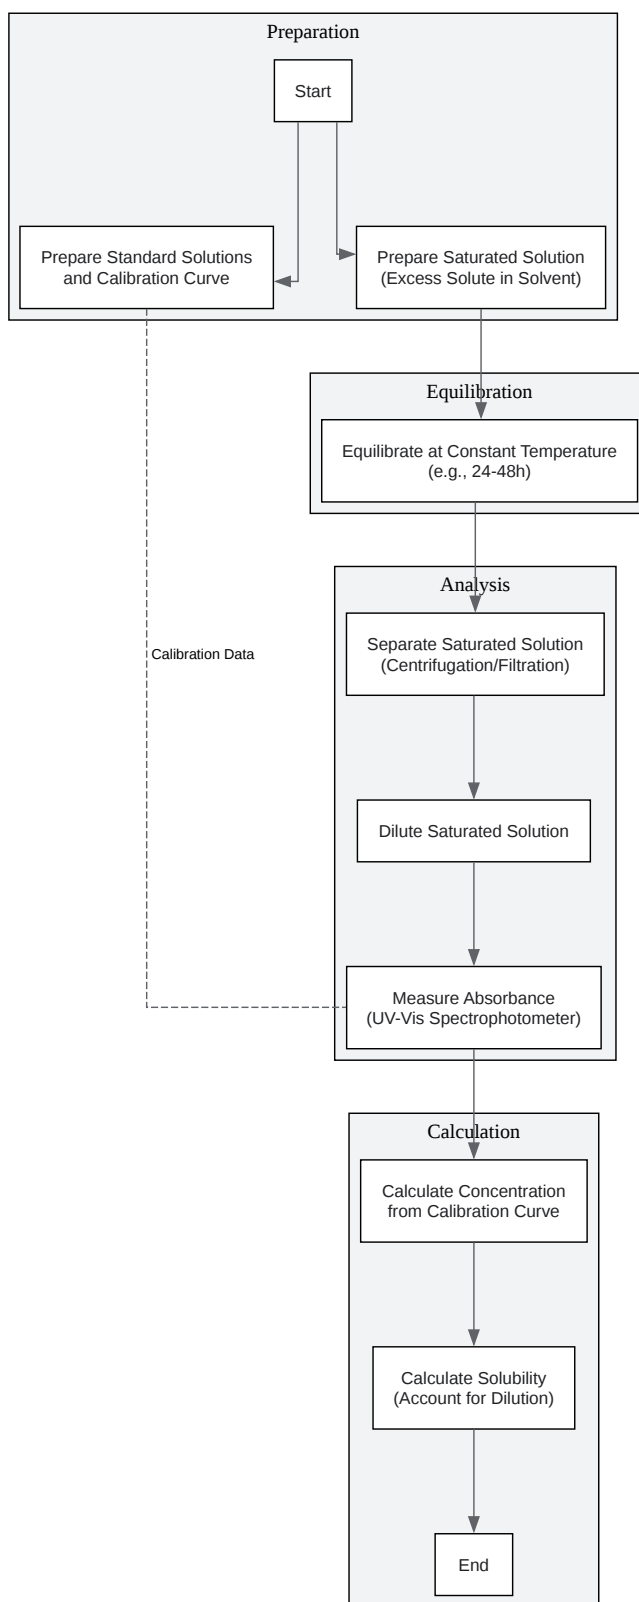 Preparation
Start
Prepare Standard Solutions
and Calibration Curve
Prepare Saturated Solution
(Excess Solute in Solvent)
Equilibration
Equilibrate at Constant Temperature
(e.g., 24-48h)
Analysis
Separate Saturated Solution
(Centrifugation/Filtration)
Calibration Data
Dilute Saturated Solution
Measure Absorbance
(UV-Vis Spectrophotometer)
Calculation
Calculate Concentration
from Calibration Curve
Calculate Solubility
(Account for Dilution)
End